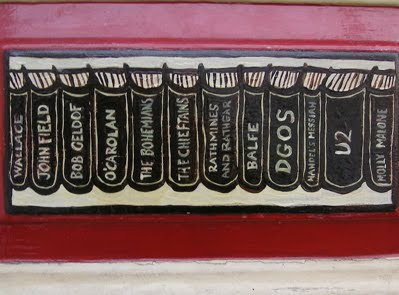 WALLACE
JOHN FIELD
BOB GELDOF
OCAROLAN
THE BOHEMIANS
THE CHIEFTAINS
RATHMINES
AND RATHGAR
BALFE
DGOS
HANDEL'S MESSIAH
U2
MOLLY MALONE